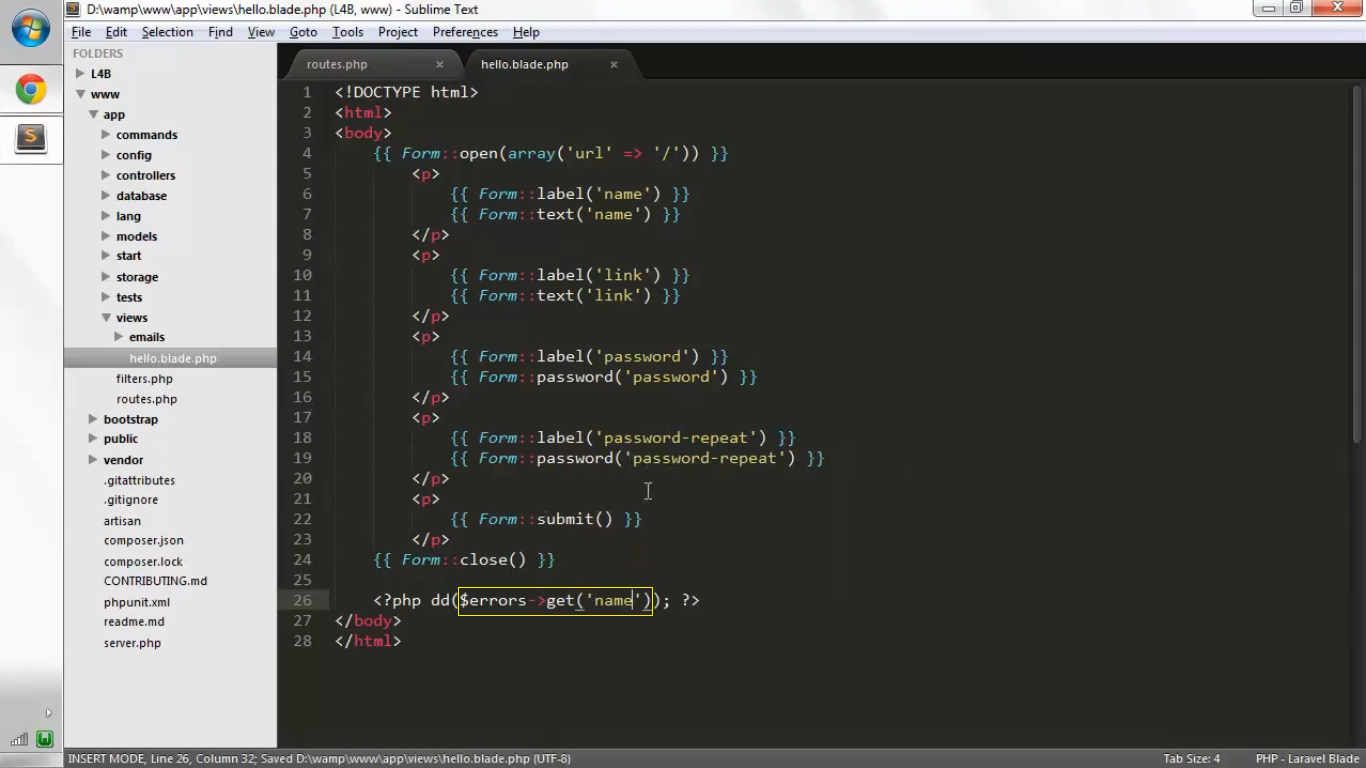 D:\wamp\www\app\views\hello.blade.php (L4B, www) - Sublime Text
File Edit Selection Find View Goto Tools Project Preferences Help
FOLDERS
L4B
www
app
commands
config
controllers
database
lang
models
start
storage
tests
views
emails
hello.blade.php
filters.php
routes.php
bootstrap
public
vendor
.gitattributes
.gitignore
artisan
composer.json
composer.lock
CONTRIBUTING.md
phpunit.xml
readme.md
server.php
routes.php × hello.blade.php ×
1 <!DOCTYPE html>
2 <html>
3 <body>
4 {{ Form::open(array('url' => '/')) }}
5 <p>
6 {{ Form::label('name') }}
7 {{ Form::text('name') }}
8 </p>
9 <p>
10 {{ Form::label('link') }}
11 {{ Form::text('link') }}
12 </p>
13 <p>
14 {{ Form::label('password') }}
15 {{ Form::password('password') }}
16 </p>
17 <p>
18 {{ Form::label('password-repeat') }}
19 {{ Form::password('password-repeat') }}
20 </p>
21 <p>
22 {{ Form::submit() }}
23 </p>
24 {{ Form::close() }}
25
26 <?php dd($errors->get('name')); ?>
27 </body>
28 </html>
INSERT MODE, Line 26, Column 32; Saved D:\wamp\www\app\views\hello.blade.php (UTF-8) Tab Size: 4 PHP - Laravel Blade